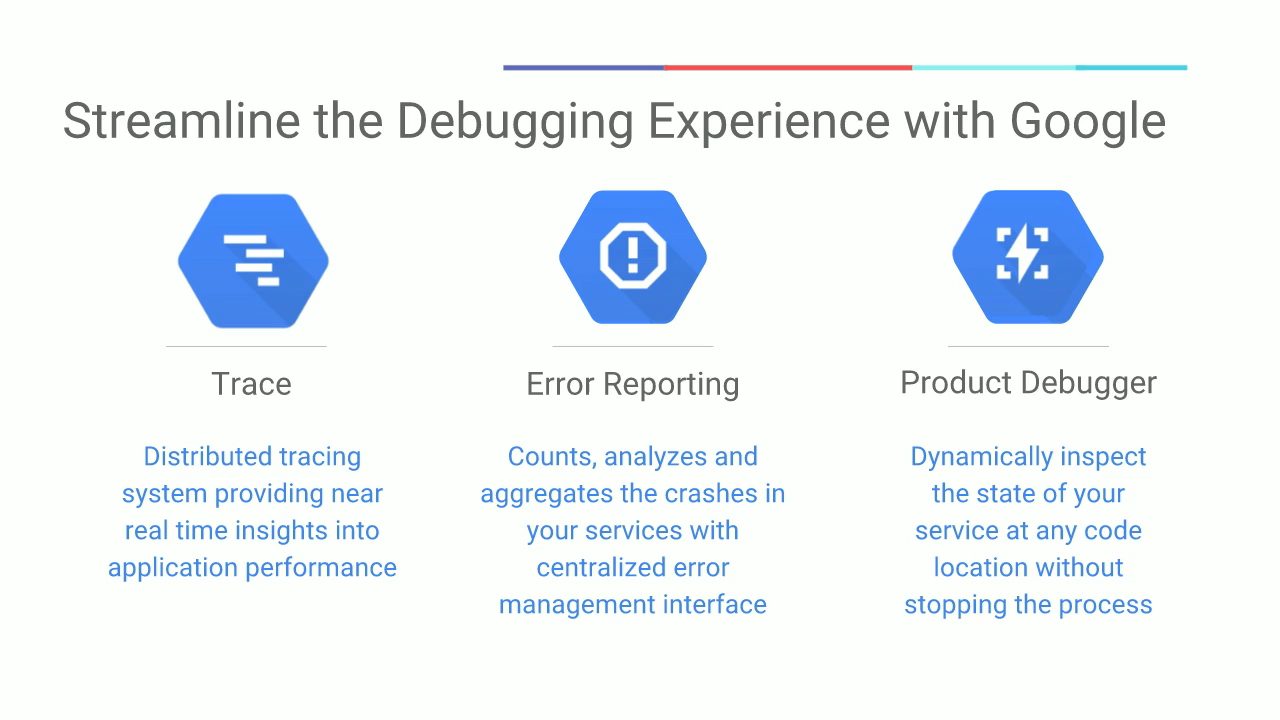 Streamline the Debugging Experience with Google
Trace
Distributed tracing
system providing near
real time insights into
application performance
Error Reporting
Counts, analyzes and
aggregates the crashes in
your services with
centralized error
management interface
Product Debugger
Dynamically inspect
the state of your
service at any code
location without
stopping the process